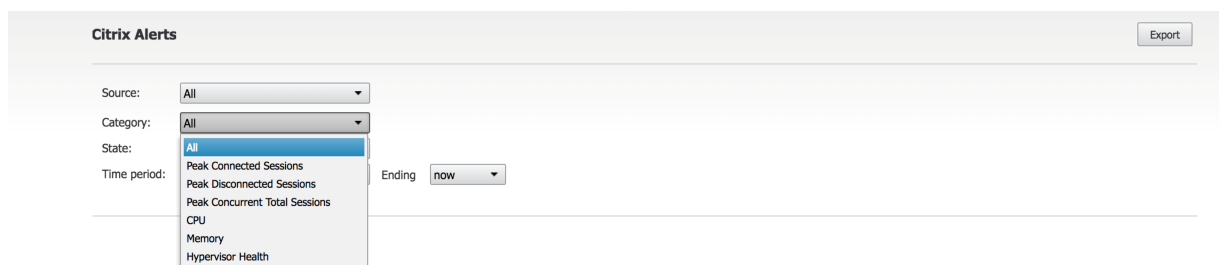 Citrix Alerts
Export
Source: All
Category: All
State: All
Time period: Peak Connected Sessions Ending now
Peak Disconnected Sessions
Peak Concurrent Total Sessions
CPU
Memory
Hypervisor Health